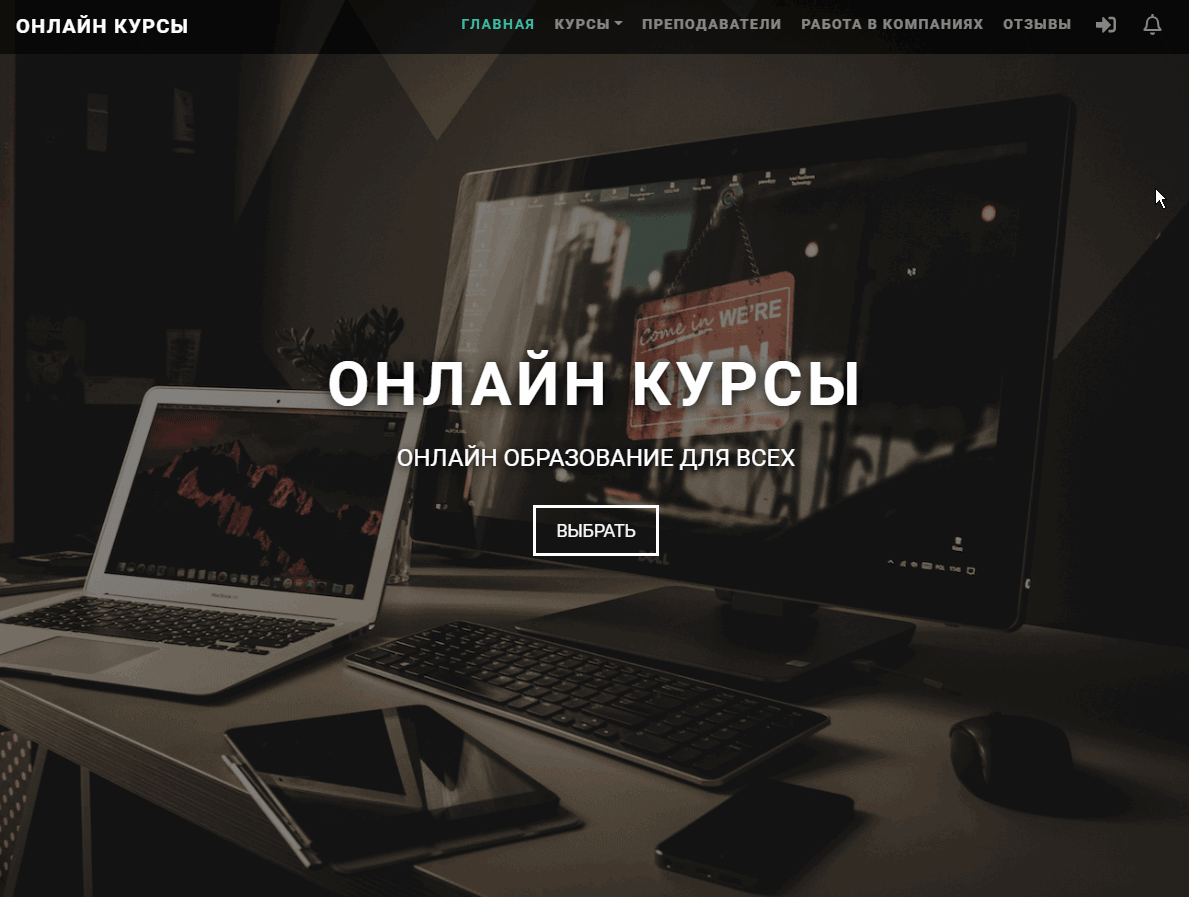 ОНЛАЙН КУРСЫ
ГЛАВНАЯ КУРСЫ ПРЕПОДАВАТЕЛИ РАБОТА В КОМПАНИЯХ ОТЗЫВЫ
come in WE'RE
OPEN
ОНЛАЙН КУРСЫ
ОНЛАЙН ОБРАЗОВАНИЕ ДЛЯ ВСЕХ
ВЫБРАТЬ
DELL